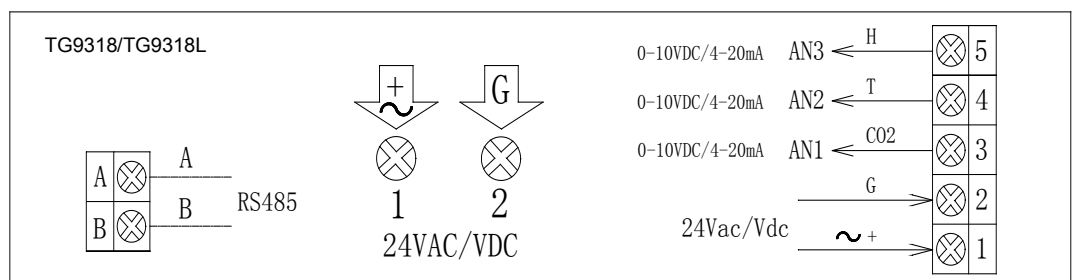 TG9318/TG9318L
+
~
G
1
2
24VAC/VDC
A
A
B
B
RS485
0-10VDC/4-20mA AN3 H 5
0-10VDC/4-20mA AN2 T 4
0-10VDC/4-20mA AN1 CO2 3
G 2
24Vac/Vdc
~ + 1